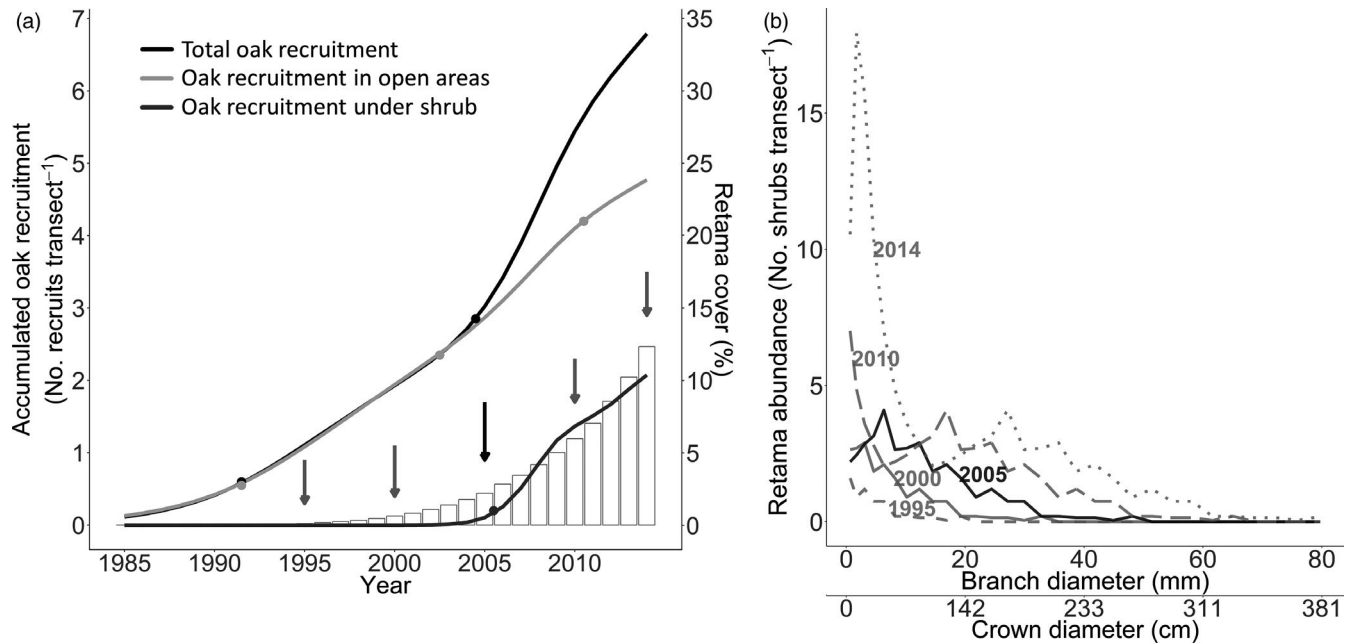 (a)
Total oak recruitment
Oak recruitment in open areas
Oak recruitment under shrub
Accumulated oak recruitment
(No. recruits transect⁻¹)
7
6
5
4
3
2
1
0
35
30
25
20
15
10
5
0
Retama cover (%)
1985 1990 1995 2000 2005 2010
Year
(b)
Retama abundance (No. shrubs transect⁻¹)
15
10
5
0
2014
2010
2005
2000
1995
0 20 40 60 80
Branch diameter (mm)
0 142 233 311 381
Crown diameter (cm)